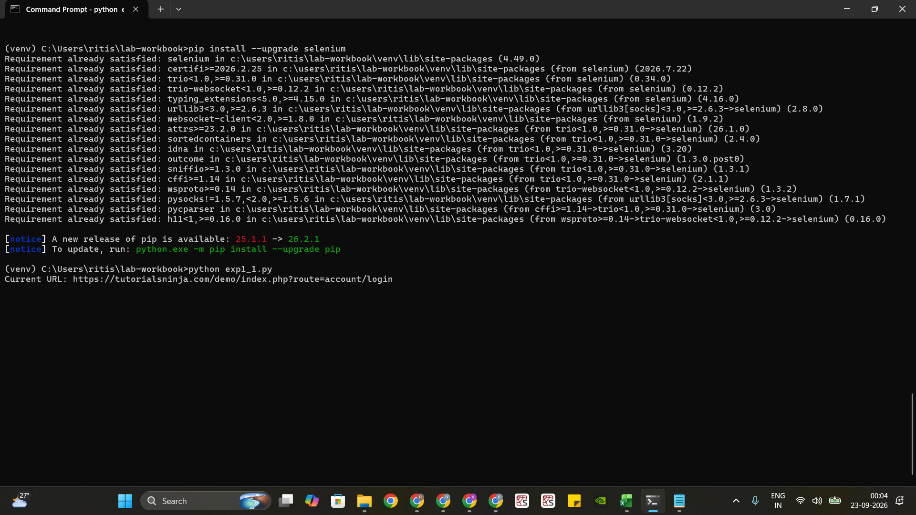 Command Prompt - python e
(venv) C:\Users\ritis\lab-workbook>pip install --upgrade selenium
Requirement already satisfied: selenium in c:\users\ritis\lab-workbook\venv\lib\site-packages (4.49.0)
Requirement already satisfied: certifi>=2026.2.25 in c:\users\ritis\lab-workbook\venv\lib\site-packages (from selenium) (2026.7.22)
Requirement already satisfied: trio<1.0,>=0.31.0 in c:\users\ritis\lab-workbook\venv\lib\site-packages (from selenium) (0.34.0)
Requirement already satisfied: trio-websocket<1.0,>=0.12.2 in c:\users\ritis\lab-workbook\venv\lib\site-packages (from selenium) (0.12.2)
Requirement already satisfied: typing_extensions<5.0,>=4.15.0 in c:\users\ritis\lab-workbook\venv\lib\site-packages (from selenium) (4.16.0)
Requirement already satisfied: urllib3<3.0,>=2.6.3 in c:\users\ritis\lab-workbook\venv\lib\site-packages (from urllib3[socks]<3.0,>=2.6.3->selenium) (2.8.0)
Requirement already satisfied: websocket-client<2.0,>=1.8.0 in c:\users\ritis\lab-workbook\venv\lib\site-packages (from selenium) (1.9.2)
Requirement already satisfied: attrs>=23.2.0 in c:\users\ritis\lab-workbook\venv\lib\site-packages (from trio<1.0,>=0.31.0->selenium) (26.1.0)
Requirement already satisfied: sortedcontainers in c:\users\ritis\lab-workbook\venv\lib\site-packages (from trio<1.0,>=0.31.0->selenium) (2.4.0)
Requirement already satisfied: idna in c:\users\ritis\lab-workbook\venv\lib\site-packages (from trio<1.0,>=0.31.0->selenium) (3.20)
Requirement already satisfied: outcome in c:\users\ritis\lab-workbook\venv\lib\site-packages (from trio<1.0,>=0.31.0->selenium) (1.3.0.post0)
Requirement already satisfied: sniffio>=1.3.0 in c:\users\ritis\lab-workbook\venv\lib\site-packages (from trio<1.0,>=0.31.0->selenium) (1.3.1)
Requirement already satisfied: cffi>=1.14 in c:\users\ritis\lab-workbook\venv\lib\site-packages (from trio<1.0,>=0.31.0->selenium) (2.1.1)
Requirement already satisfied: wsproto>=0.14 in c:\users\ritis\lab-workbook\venv\lib\site-packages (from trio-websocket<1.0,>=0.12.2->selenium) (1.3.2)
Requirement already satisfied: pysocks!=1.5.7,<2.0,>=1.5.6 in c:\users\ritis\lab-workbook\venv\lib\site-packages (from urllib3[socks]<3.0,>=2.6.3->selenium) (1.7.1)
Requirement already satisfied: pycparser in c:\users\ritis\lab-workbook\venv\lib\site-packages (from cffi>=1.14->trio<1.0,>=0.31.0->selenium) (3.0)
Requirement already satisfied: h11<1,>=0.16.0 in c:\users\ritis\lab-workbook\venv\lib\site-packages (from wsproto>=0.14->trio-websocket<1.0,>=0.12.2->selenium) (0.16.0)
[notice] A new release of pip is available: 25.1.1 -> 26.2.1
[notice] To update, run: python.exe -m pip install --upgrade pip
(venv) C:\Users\ritis\lab-workbook>python exp1_1.py
Current URL: https://tutorialsninja.com/demo/index.php?route=account/login
27°
Search
ENG
IN
00:04
23-09-2026